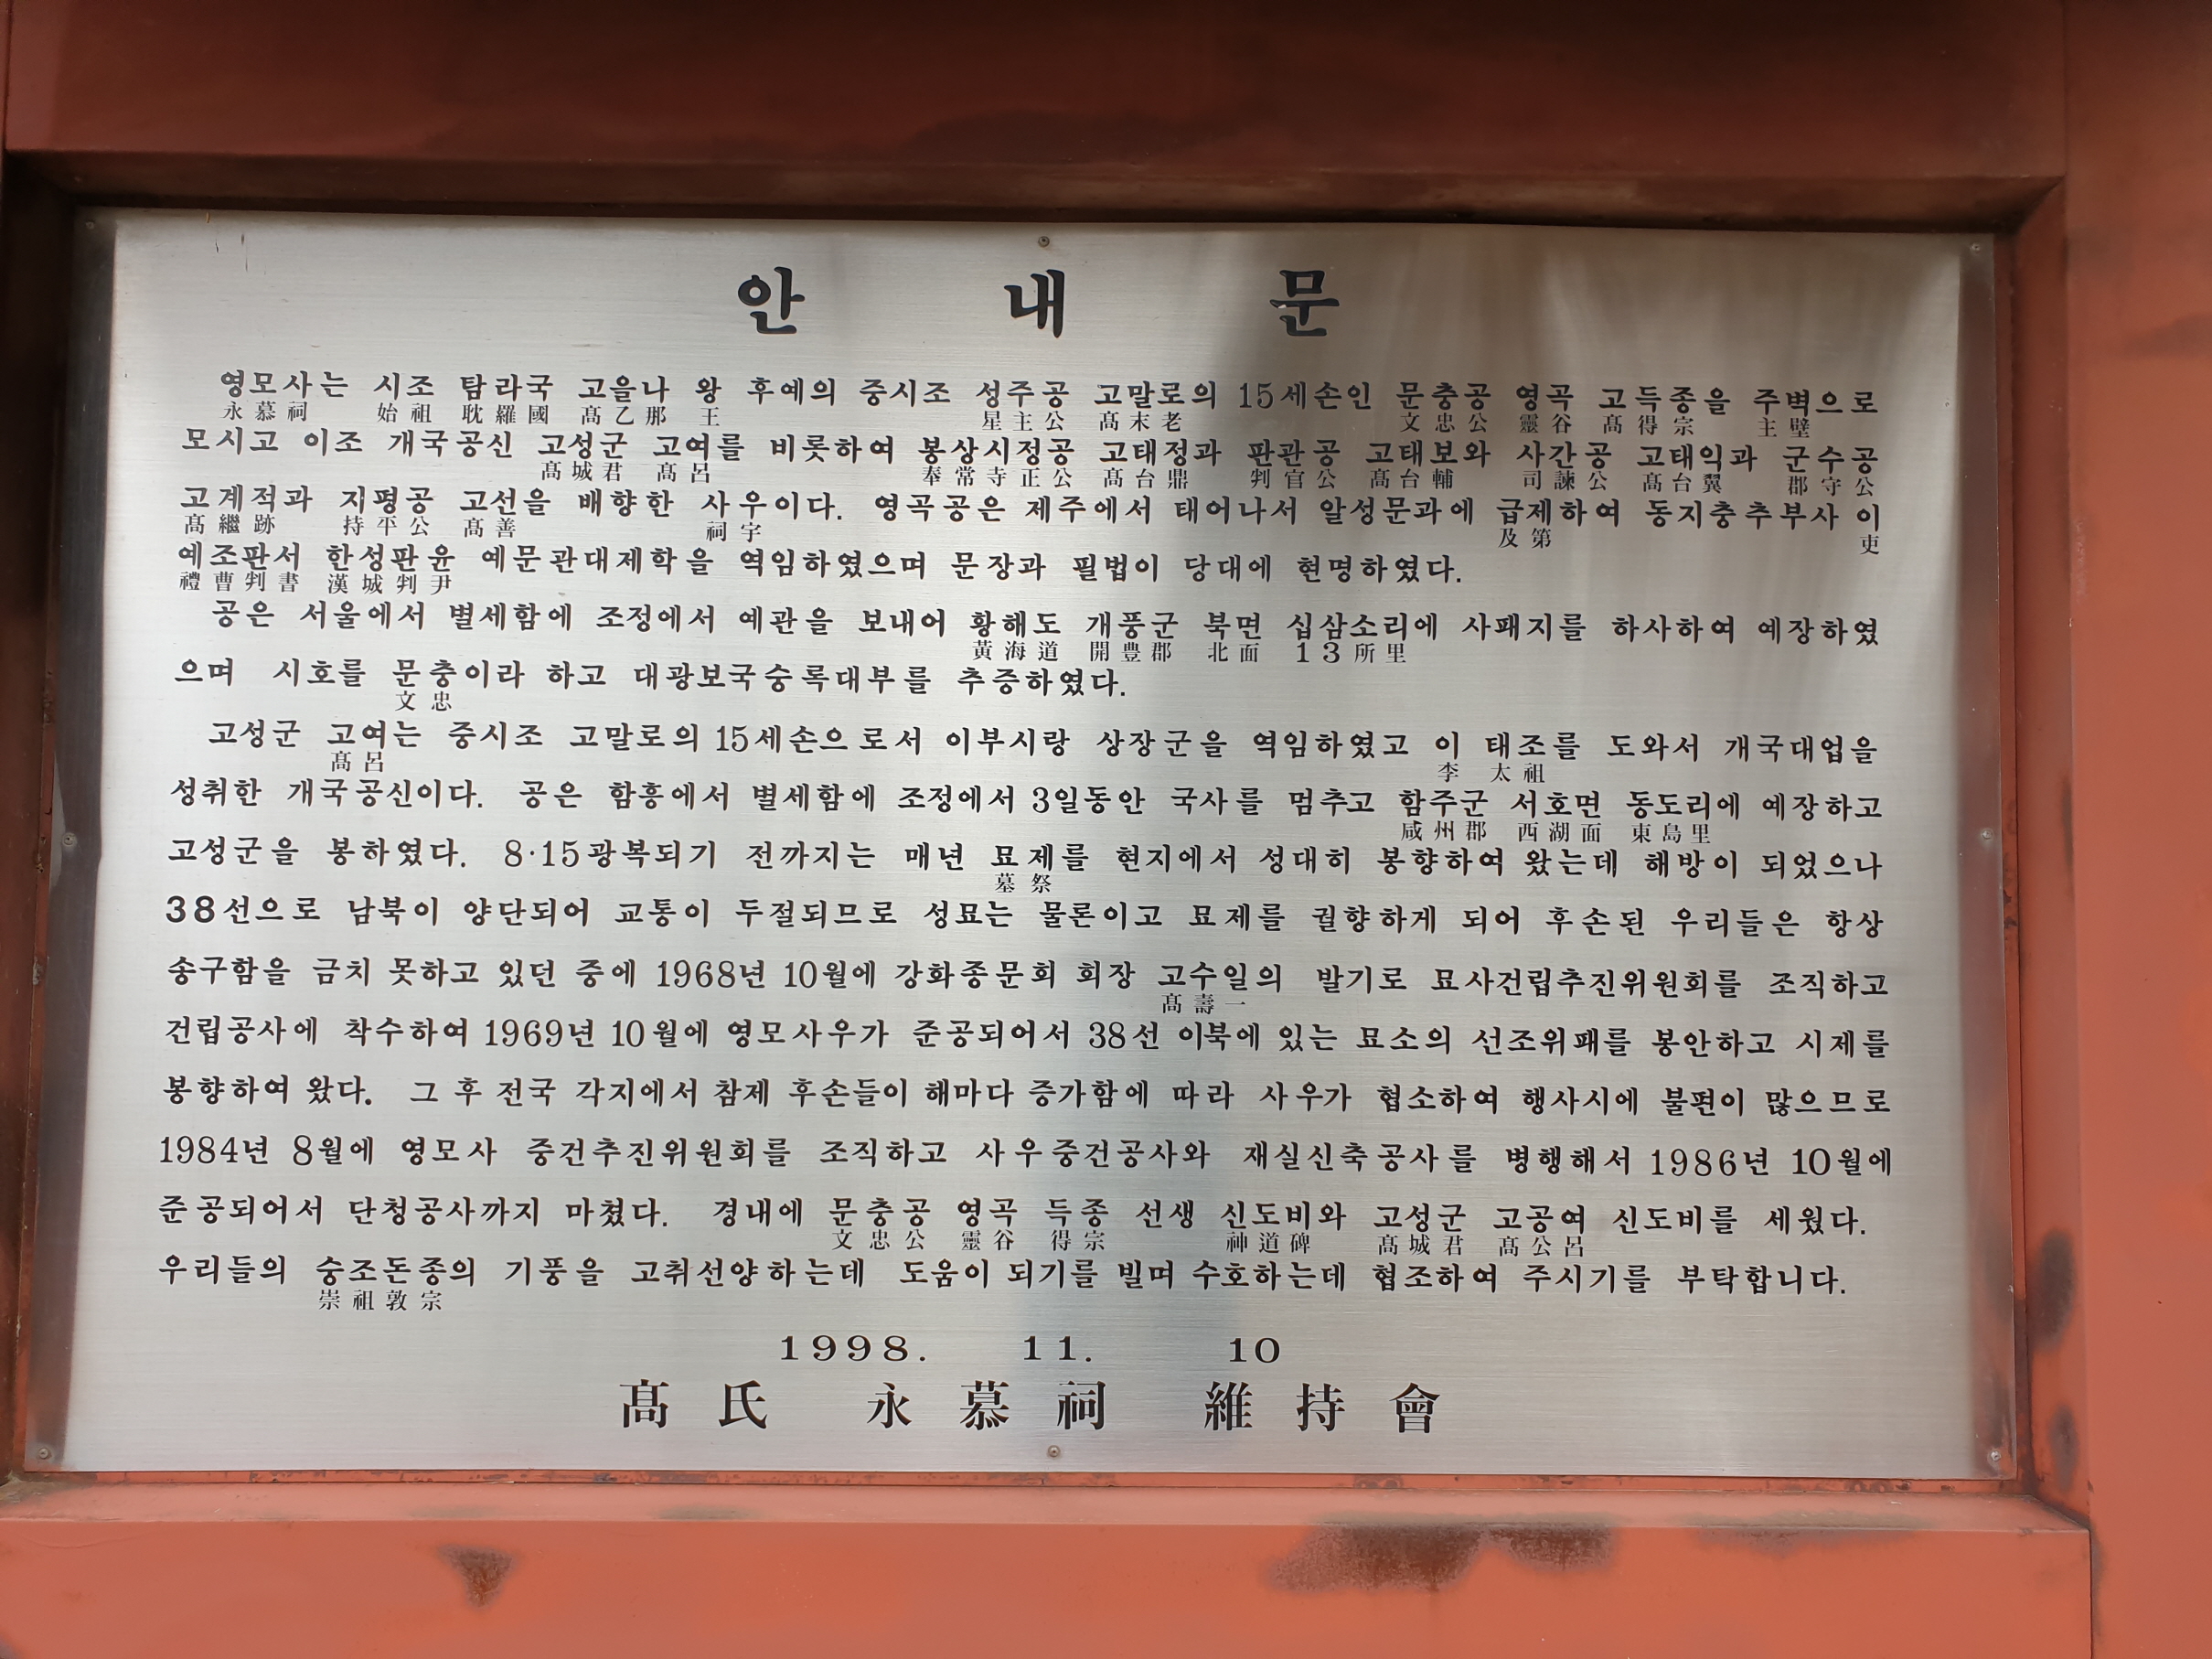 안 내 문
영모사는 시조 탐라국 고을나 왕 후예의 중시조 성주공 고말로의 15세손인 문충공 영곡 고득종을 주벽으로
永慕祠 始祖 耽羅國 髙乙那 王 星主公 髙末老 文忠公 靈谷 髙得宗 主壁
모시고 이조 개국공신 고성군 고여를 비롯하여 봉상시정공 고태정과 판관공 고태보와 사간공 고태익과 군수공
髙城君 髙呂 奉常寺正公 髙台鼎 判官公 髙台輔 司諫公 髙台翼 郡守公
고계적과 지평공 고선을 배향한 사우이다. 영곡공은 제주에서 태어나서 알성문과에 급제하여 동지충추부사 이
髙繼跡 持平公 髙善 祠宇 及第 吏
예조판서 한성판윤 예문관대제학을 역임하였으며 문장과 필법이 당대에 현명하였다.
禮曹判書 漢城判尹
공은 서울에서 별세함에 조정에서 예관을 보내어 황해도 개풍군 북면 십삼소리에 사패지를 하사하여 예장하였
黃海道 開豊郡 北面 13所里
으며 시호를 문충이라 하고 대광보국숭록대부를 추증하였다.
文忠
고성군 고여는 중시조 고말로의 15세손으로서 이부시랑 상장군을 역임하였고 이 태조를 도와서 개국대업을
髙呂 李 太祖
성취한 개국공신이다. 공은 함흥에서 별세함에 조정에서 3일동안 국사를 멈추고 함주군 서호면 동도리에 예장하고
咸州郡 西湖面 東島里
고성군을 봉하였다. 8·15광복되기 전까지는 매년 묘제를 현지에서 성대히 봉향하여 왔는데 해방이 되었으나
墓祭
38선으로 남북이 양단되어 교통이 두절되므로 성묘는 물론이고 묘제를 궐향하게 되어 후손된 우리들은 항상
송구함을 금치 못하고 있던 중에 1968년 10월에 강화종문회 회장 고수일의 발기로 묘사건립추진위원회를 조직하고
髙壽一
건립공사에 착수하여 1969년 10월에 영모사우가 준공되어서 38선 이북에 있는 묘소의 선조위패를 봉안하고 시제를
봉향하여 왔다. 그 후 전국 각지에서 참제 후손들이 해마다 증가함에 따라 사우가 협소하여 행사시에 불편이 많으므로
1984년 8월에 영모사 중건추진위원회를 조직하고 사우중건공사와 재실신축공사를 병행해서 1986년 10월에
준공되어서 단청공사까지 마쳤다. 경내에 문충공 영곡 득종 선생 신도비와 고성군 고공여 신도비를 세웠다.
文忠公 靈谷 得宗 神道碑 髙城君 髙公呂
우리들의 숭조돈종의 기풍을 고취선양하는데 도움이 되기를 빌며 수호하는데 협조하여 주시기를 부탁합니다.
崇祖敦宗
1998. 11. 10
髙氏 永慕祠 維持會